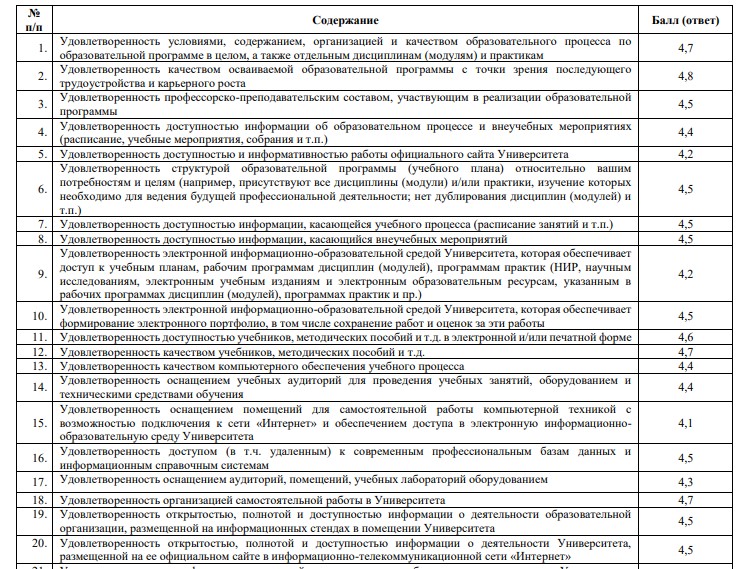 № п/п Содержание Балл (ответ)
1. Удовлетворенность условиями, содержанием, организацией и качеством образовательного процесса по
образовательной программе в целом, а также отдельным дисциплинам (модулям) и практикам 4,7
2. Удовлетворенность качеством осваиваемой образовательной программы с точки зрения последующего
трудоустройства и карьерного роста 4,8
3. Удовлетворенность профессорско-преподавательским составом, участвующим в реализации образовательной
программы 4,5
4. Удовлетворенность доступностью информации об образовательном процессе и внеучебных мероприятиях
(расписание, учебные мероприятия, собрания и т.п.) 4,4
5. Удовлетворенность доступностью и информативностью работы официального сайта Университета 4,2
6. Удовлетворенность структурой образовательной программы (учебного плана) относительно вашим
потребностям и целям (например, присутствуют все дисциплины (модули) и/или практики, изучение которых
необходимо для ведения будущей профессиональной деятельности; нет дублирования дисциплин (модулей) и
т.п.) 4,5
7. Удовлетворенность доступностью информации, касающейся учебного процесса (расписание занятий и т.п.) 4,5
8. Удовлетворенность доступностью информации, касающийся внеучебных мероприятий 4,5
9. Удовлетворенность электронной информационно-образовательной средой Университета, которая обеспечивает
доступ к учебным планам, рабочим программам дисциплин (модулей), программам практик (НИР, научным
исследованиям, электронным учебным изданиям и электронным образовательным ресурсам, указанным в
рабочих программах дисциплин (модулей), программах практик и пр.) 4,2
10. Удовлетворенность электронной информационно-образовательной средой Университета, которая обеспечивает
формирование электронного портфолио, в том числе сохранение работ и оценок за эти работы 4,5
11. Удовлетворенность доступностью учебников, методических пособий и т.д. в электронной и/или печатной форме 4,6
12. Удовлетворенность качеством учебников, методических пособий и т.д. 4,7
13. Удовлетворенность качеством компьютерного обеспечения учебного процесса 4,4
14. Удовлетворенность оснащением учебных аудиторий для проведения учебных занятий, оборудованием и
техническими средствами обучения 4,4
15. Удовлетворенность оснащением помещений для самостоятельной работы компьютерной техникой с
возможностью подключения к сети «Интернет» и обеспечением доступа в электронную информационно-
образовательную среду Университета 4,1
16. Удовлетворенность доступом (в т.ч. удаленным) к современным профессиональным базам данных и
информационным справочным системам 4,5
17. Удовлетворенность оснащением аудиторий, помещений, учебных лабораторий оборудованием 4,3
18. Удовлетворенность организацией самостоятельной работы в Университета 4,7
19. Удовлетворенность открытостью, полнотой и доступностью информации о деятельности образовательной
организации, размещенной на информационных стендах в помещении Университета 4,5
20. Удовлетворенность открытостью, полнотой и доступностью информации о деятельности Университета,
размещенной на ее официальном сайте в информационно-телекоммуникационной сети «Интернет» 4,5